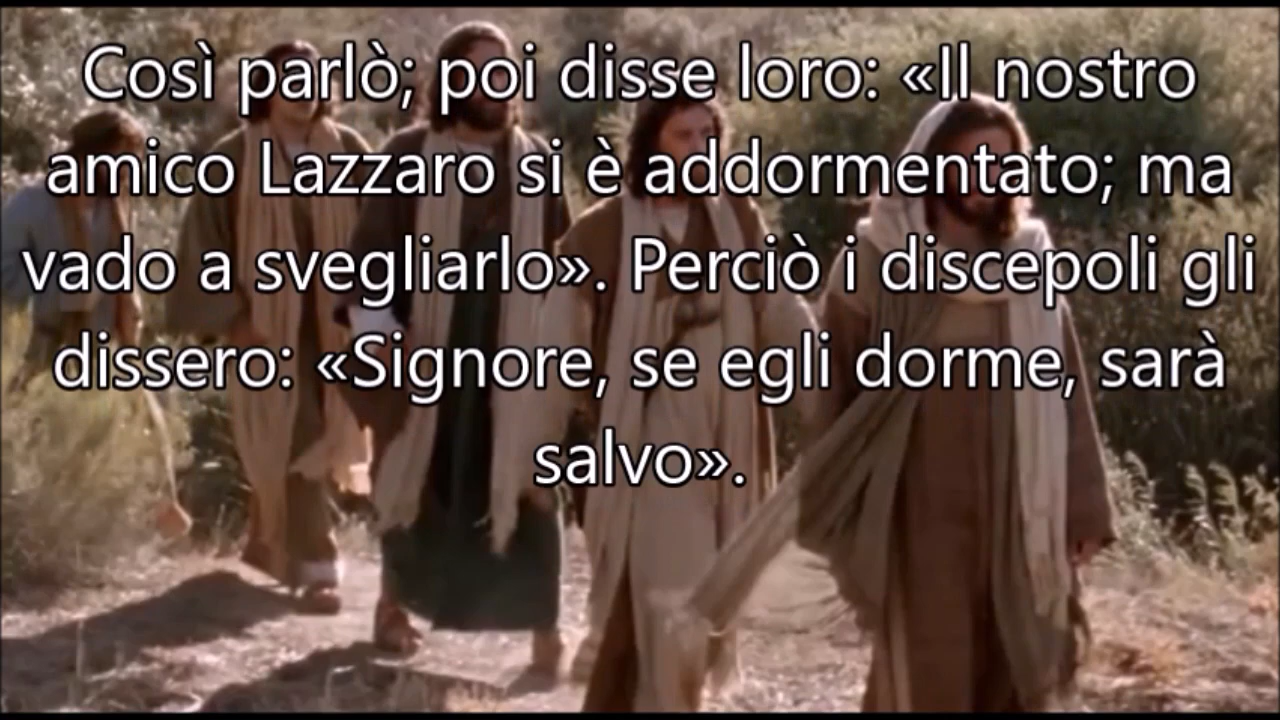 Così parlò; poi disse loro: «Il nostro
amico Lazzaro si è addormentato; ma
vado a svegliarlo». Perciò i discepoli gli
dissero: «Signore, se egli dorme, sarà
salvo».